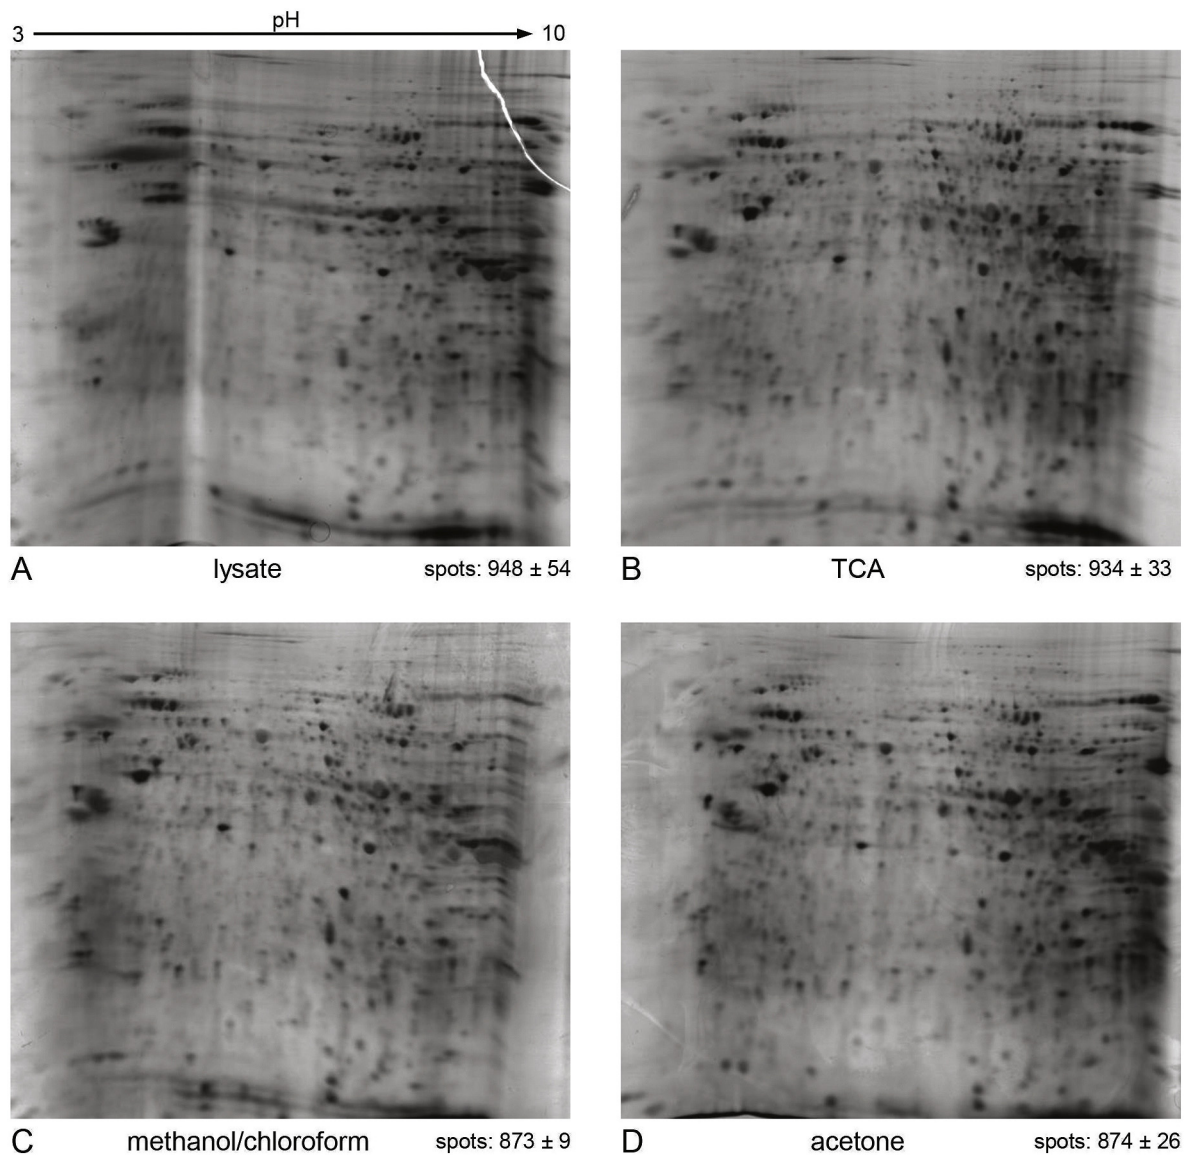 pH
3 10
A lysate spots: 948 ± 54
B TCA spots: 934 ± 33
C methanol/chloroform spots: 873 ± 9
D acetone spots: 874 ± 26